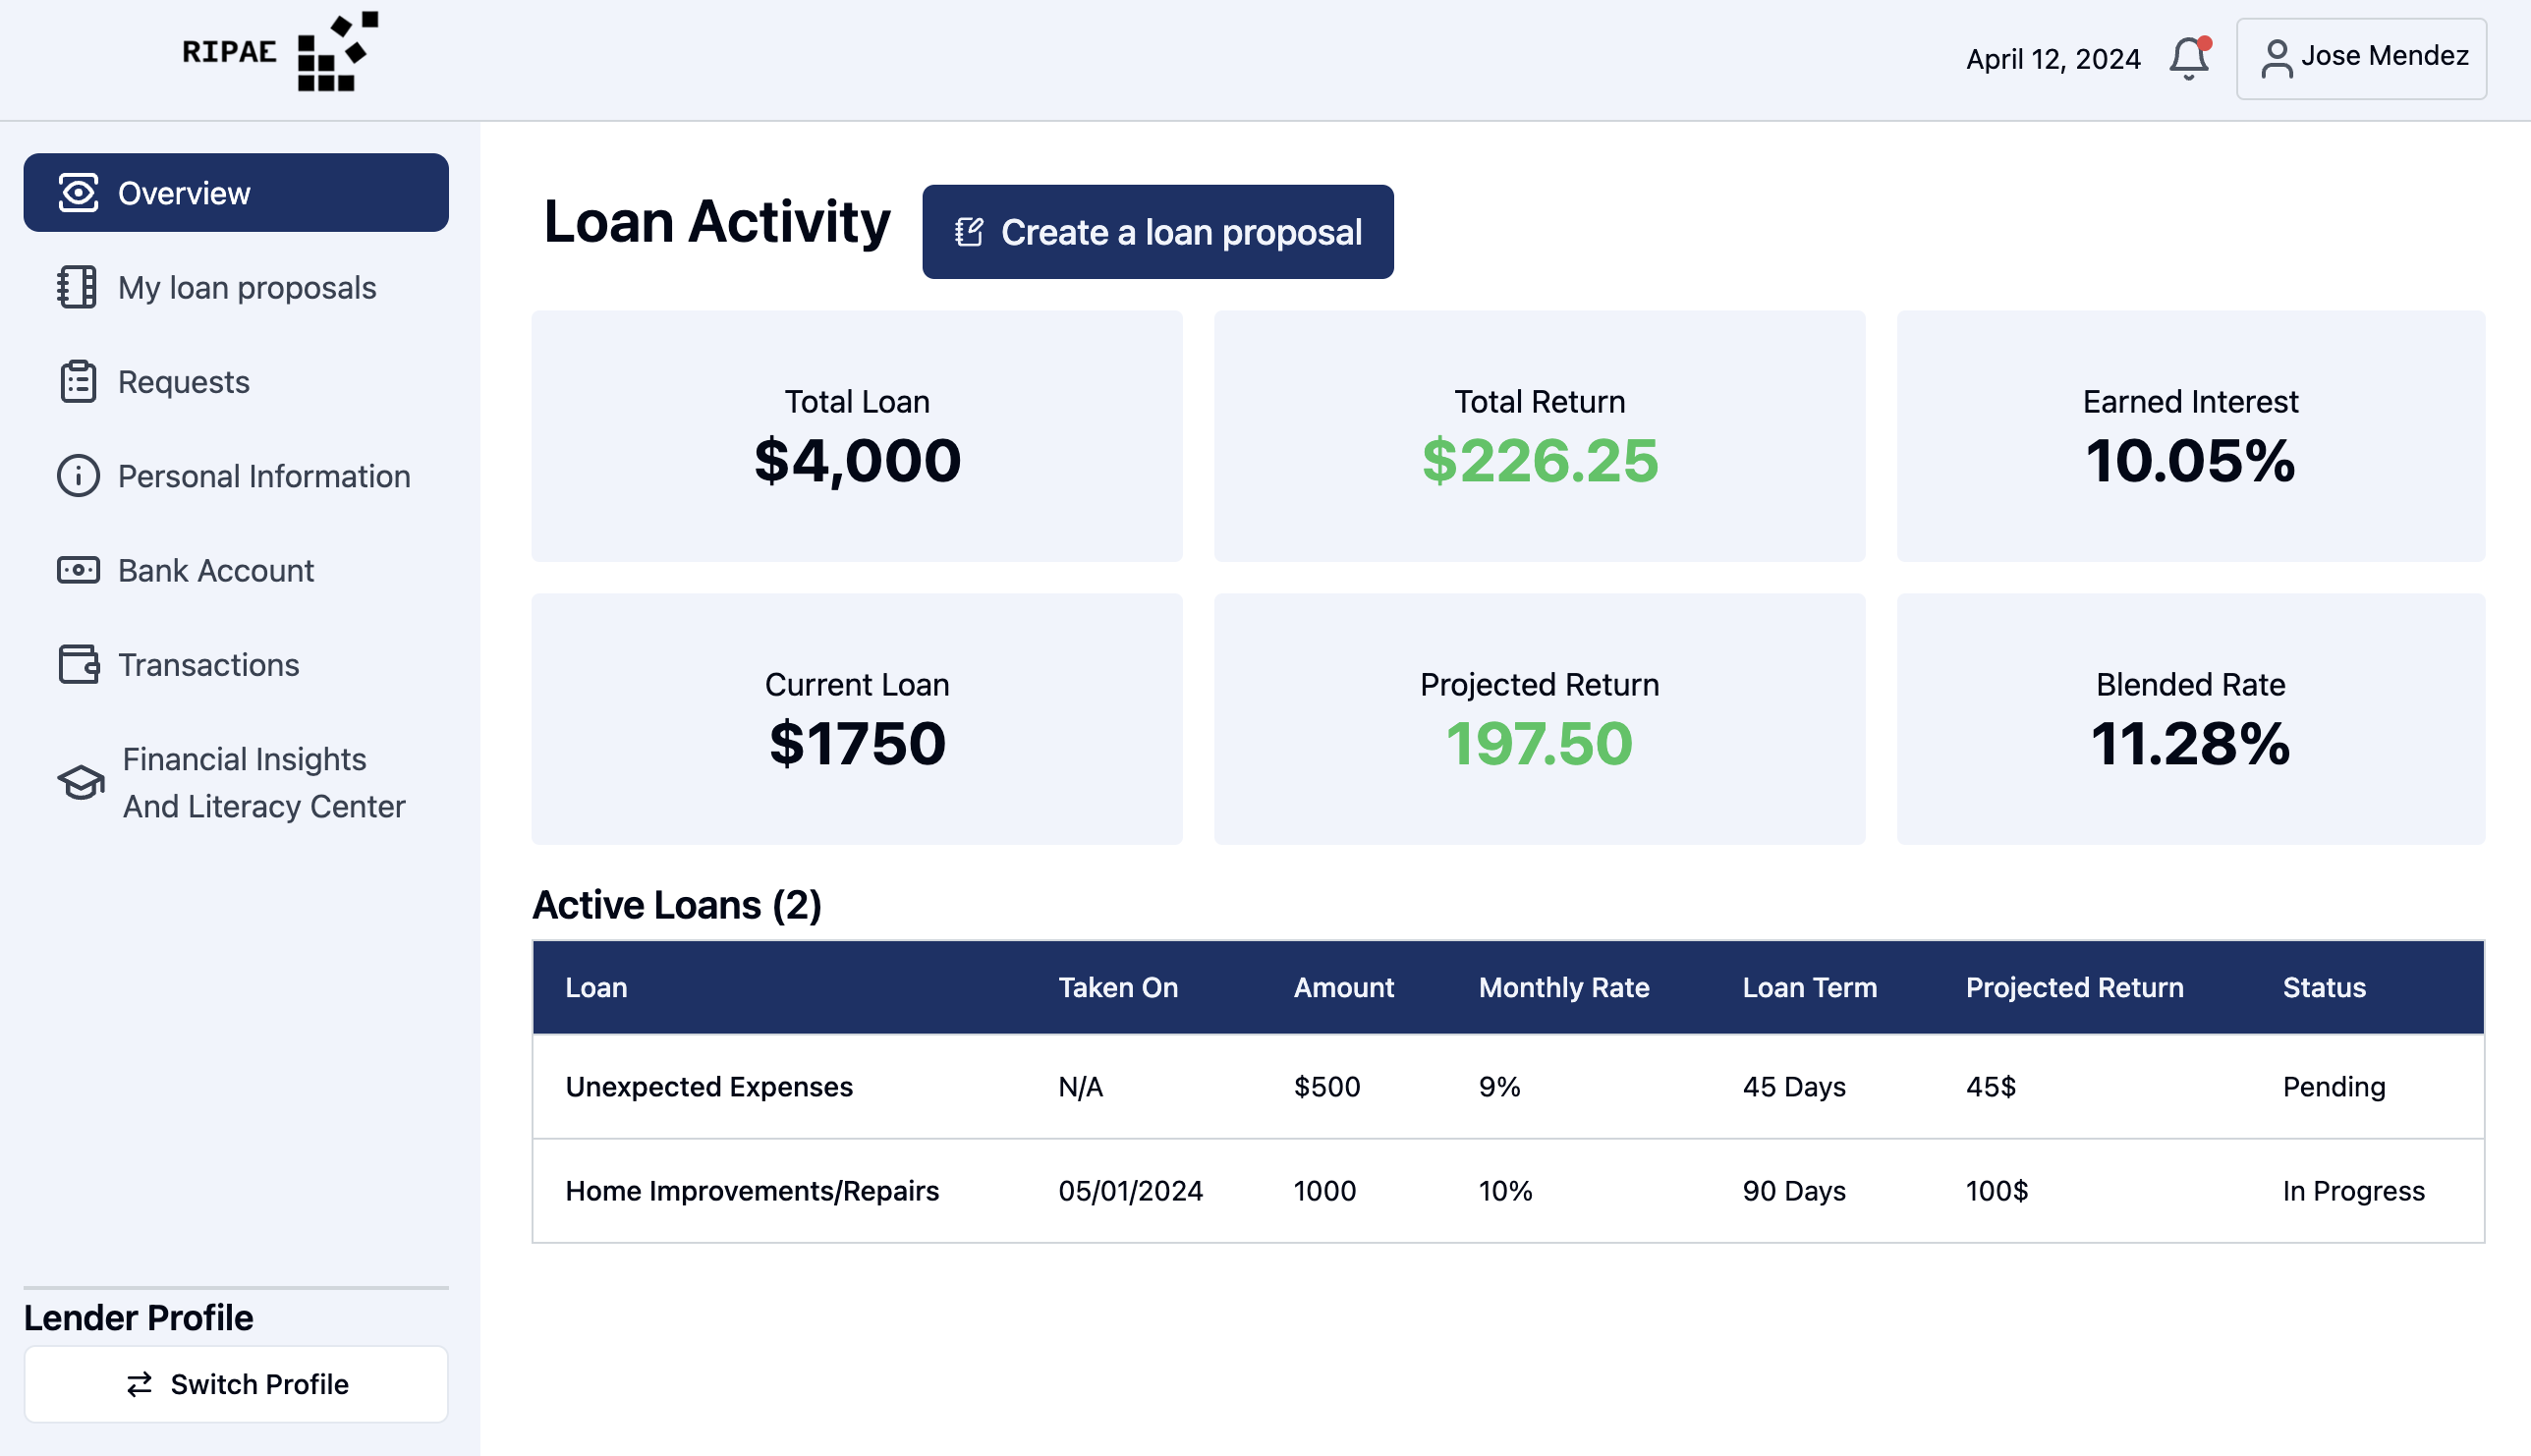 RIPAE
April 12, 2024
Jose Mendez
Overview
My loan proposals
Requests
Personal Information
Bank Account
Transactions
Financial Insights
And Literacy Center
Lender Profile
Switch Profile
Loan Activity
Create a loan proposal
Total Loan
$4,000
Total Return
$226.25
Earned Interest
10.05%
Current Loan
$1750
Projected Return
197.50
Blended Rate
11.28%
Active Loans (2)
Loan Taken On Amount Monthly Rate Loan Term Projected Return Status
Unexpected Expenses N/A $500 9% 45 Days 45$ Pending
Home Improvements/Repairs 05/01/2024 1000 10% 90 Days 100$ In Progress